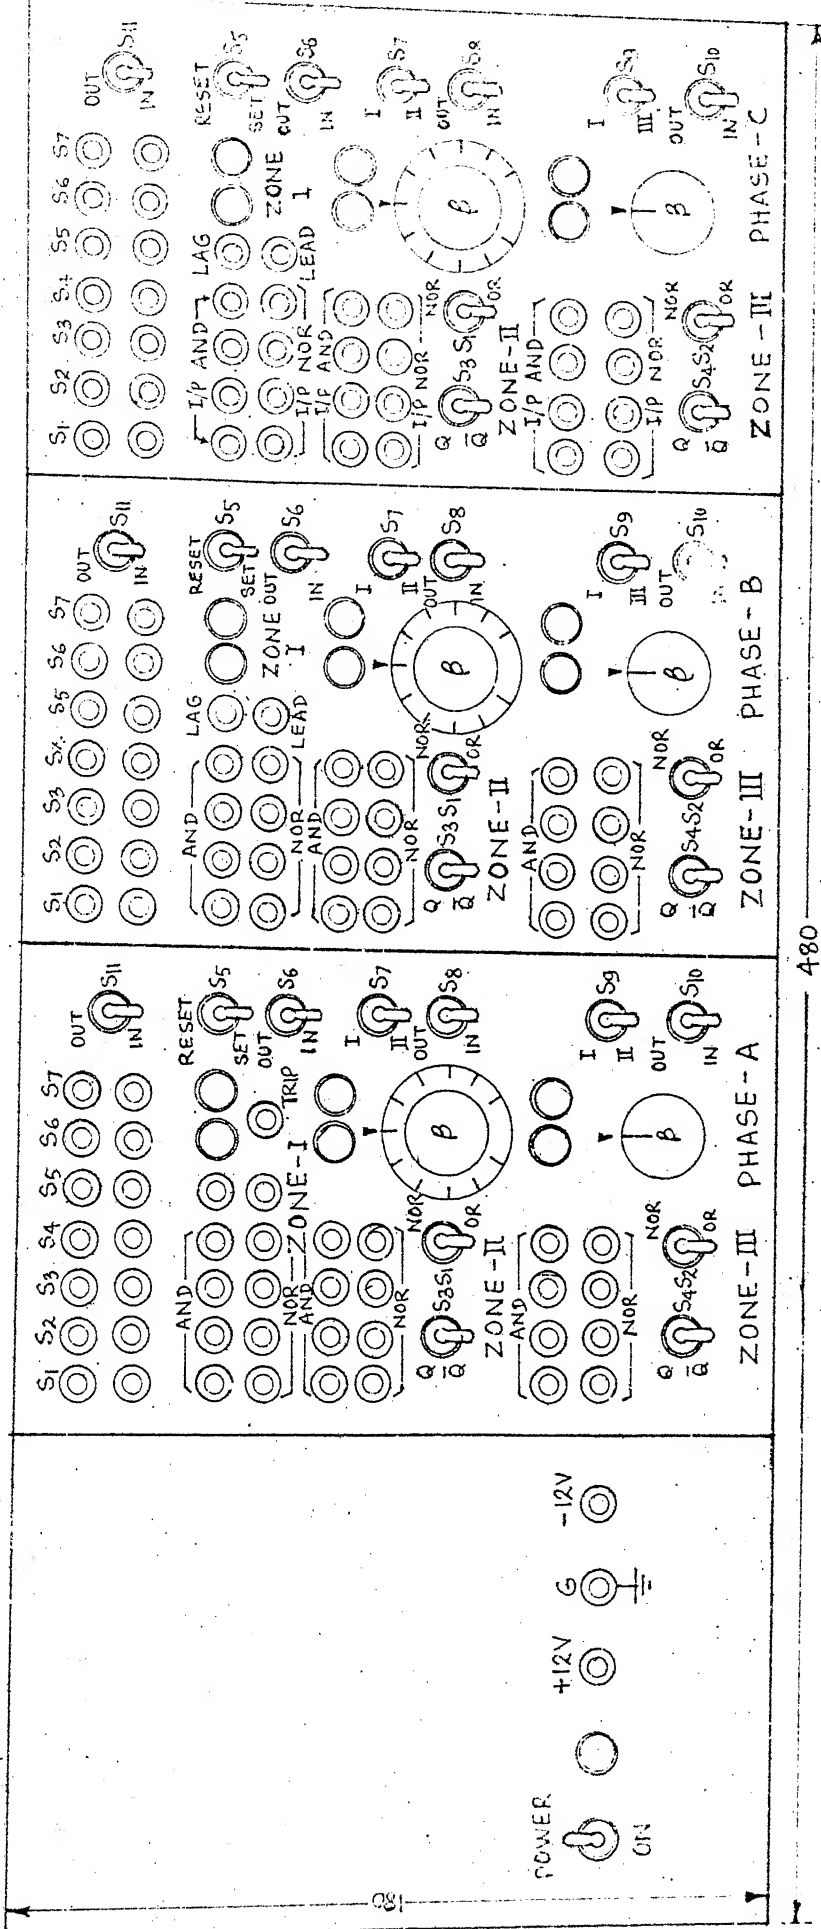 POWER
ON
+12V
G
-12V
180
480
S1 S2 S3 S4 S5 S6 S7
OUT
S11
IN
AND
RESET
S5
SET
NOR
ZONE-I
TRIP
OUT
S6
IN
AND
NOR
I
S7
II
Q
S3
Q̄
S1
NOR
OR
β
OUT
S8
IN
ZONE-II
AND
NOR
I
S9
II
Q
S4
Q̄
S2
NOR
OR
β
OUT
S10
IN
ZONE-III PHASE-A
S1 S2 S3 S4 S5 S6 S7
OUT
S11
IN
AND
LAG
RESET
S5
SET
NOR
LEAD
ZONE
I
OUT
S6
IN
AND
NOR
I
S7
II
Q
S3
Q̄
S1
NOR
OR
β
OUT
S8
IN
ZONE-II
AND
NOR
I
S9
III
Q
S4
Q̄
S2
NOR
OR
β
OUT
S10
ZONE-III PHASE-B
S1 S2 S3 S4 S5 S6 S7
OUT
S11
IN
I/P AND
LAG
RESET
S5
SET
I/P NOR
LEAD
ZONE
1
OUT
S6
IN
I/P AND
I/P NOR
I
S7
II
Q
S3
Q̄
S1
NOR
OR
β
OUT
S8
IN
ZONE-II
I/P AND
I/P NOR
I
S9
III
Q
S4
Q̄
S2
NOR
OR
β
OUT
S10
IN
ZONE-III PHASE-C